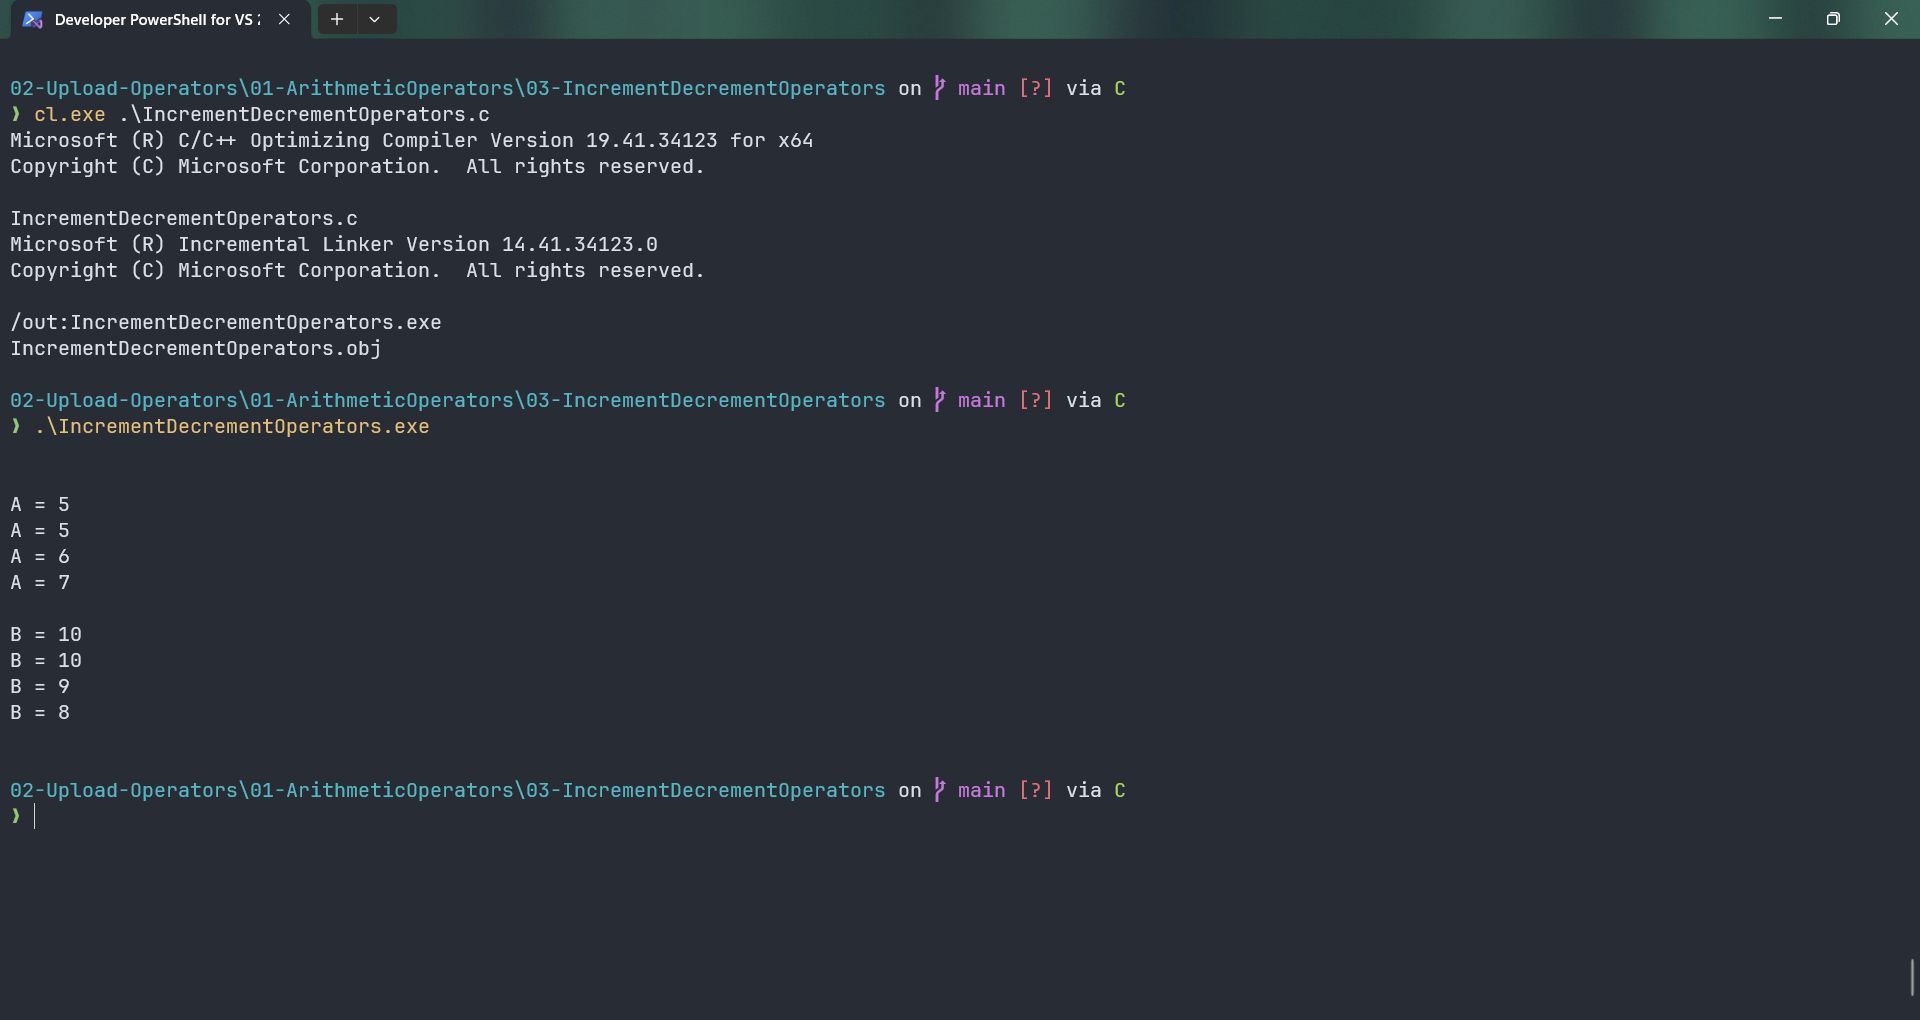 Developer PowerShell for VS
02-Upload-Operators\01-ArithmeticOperators\03-IncrementDecrementOperators on main [?] via C
❱ cl.exe .\IncrementDecrementOperators.c
Microsoft (R) C/C++ Optimizing Compiler Version 19.41.34123 for x64
Copyright (C) Microsoft Corporation.  All rights reserved.
IncrementDecrementOperators.c
Microsoft (R) Incremental Linker Version 14.41.34123.0
Copyright (C) Microsoft Corporation.  All rights reserved.
/out:IncrementDecrementOperators.exe
IncrementDecrementOperators.obj
02-Upload-Operators\01-ArithmeticOperators\03-IncrementDecrementOperators on main [?] via C
❱ .\IncrementDecrementOperators.exe
A = 5
A = 5
A = 6
A = 7
B = 10
B = 10
B = 9
B = 8
02-Upload-Operators\01-ArithmeticOperators\03-IncrementDecrementOperators on main [?] via C
❱